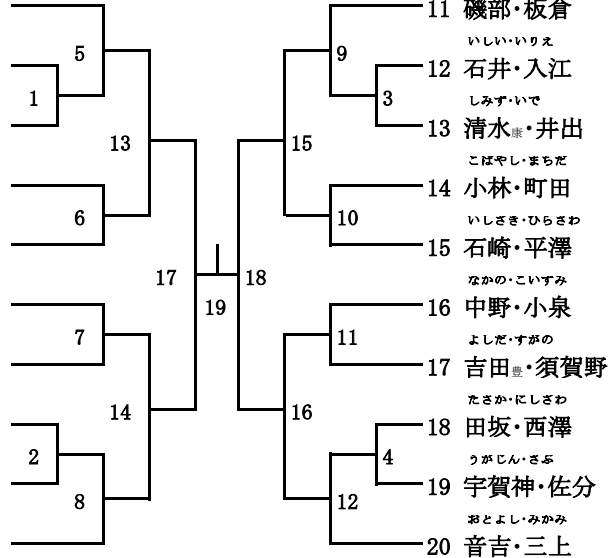 11 磯部・板倉
いしい・いりえ
12 石井・入江
しみず・いで
13 清水康・井出
こばやし・まちだ
14 小林・町田
いしざき・ひらさわ
15 石崎・平澤
なかの・こいずみ
16 中野・小泉
よしだ・すがの
17 吉田豊・須賀野
たさか・にしざわ
18 田坂・西澤
うがじん・さぶ
19 宇賀神・佐分
おとよし・みかみ
20 音吉・三上
5
1
13
6
17
7
14
2
8
19
9
3
15
10
18
11
16
4
12